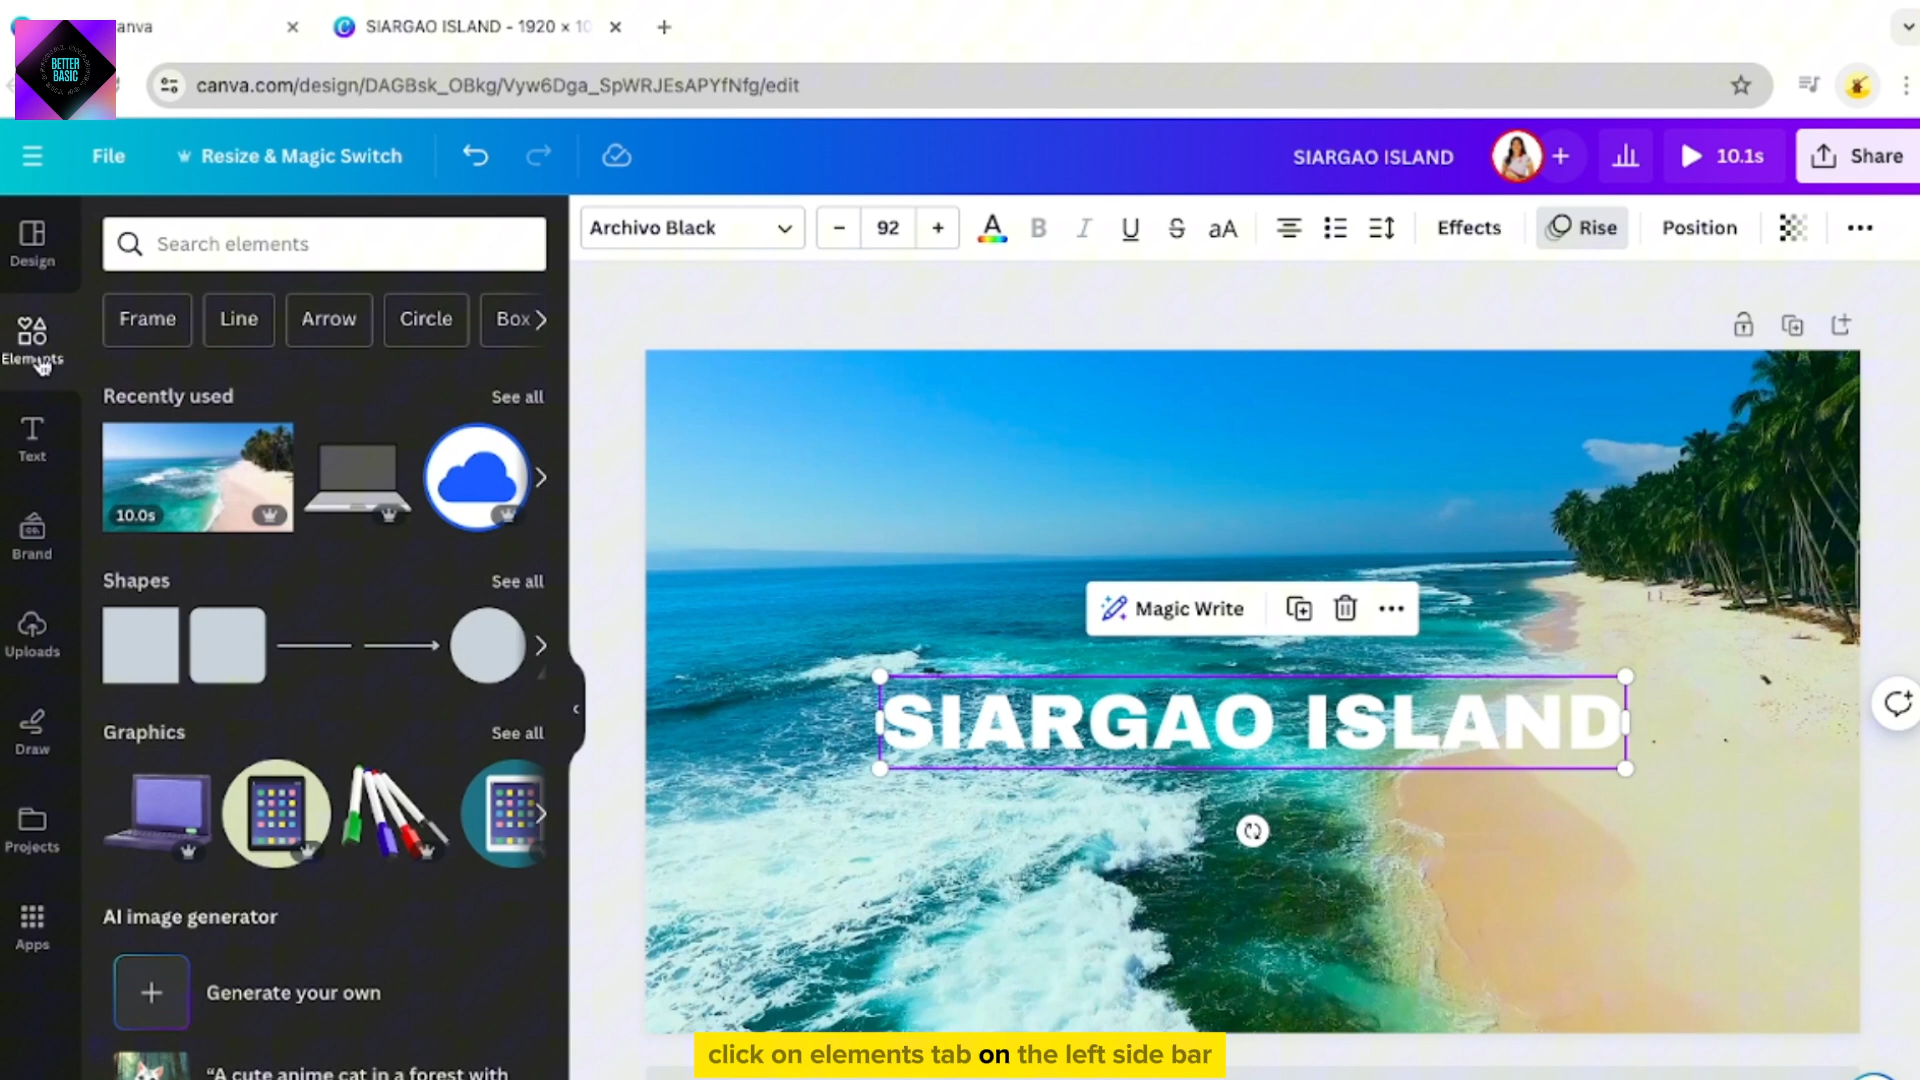 anva
SIARGAO ISLAND - 1920 × 10
BETTER
BASIC
canva.com/design/DAGBsk_OBkg/Vyw6Dga_SpWRJEsAPYfNfg/edit
File
Resize & Magic Switch
SIARGAO ISLAND
10.1s
Share
Design
Elements
Text
Brand
Uploads
Draw
Projects
Apps
Search elements
Frame
Line
Arrow
Circle
Box
Recently used
See all
10.0s
Shapes
See all
Graphics
See all
AI image generator
Generate your own
“A cute anime cat in a forest with
Archivo Black
92
A
B
I
U
S
aA
Effects
Rise
Position
Magic Write
SIARGAO ISLAND
click on elements tab on the left side bar